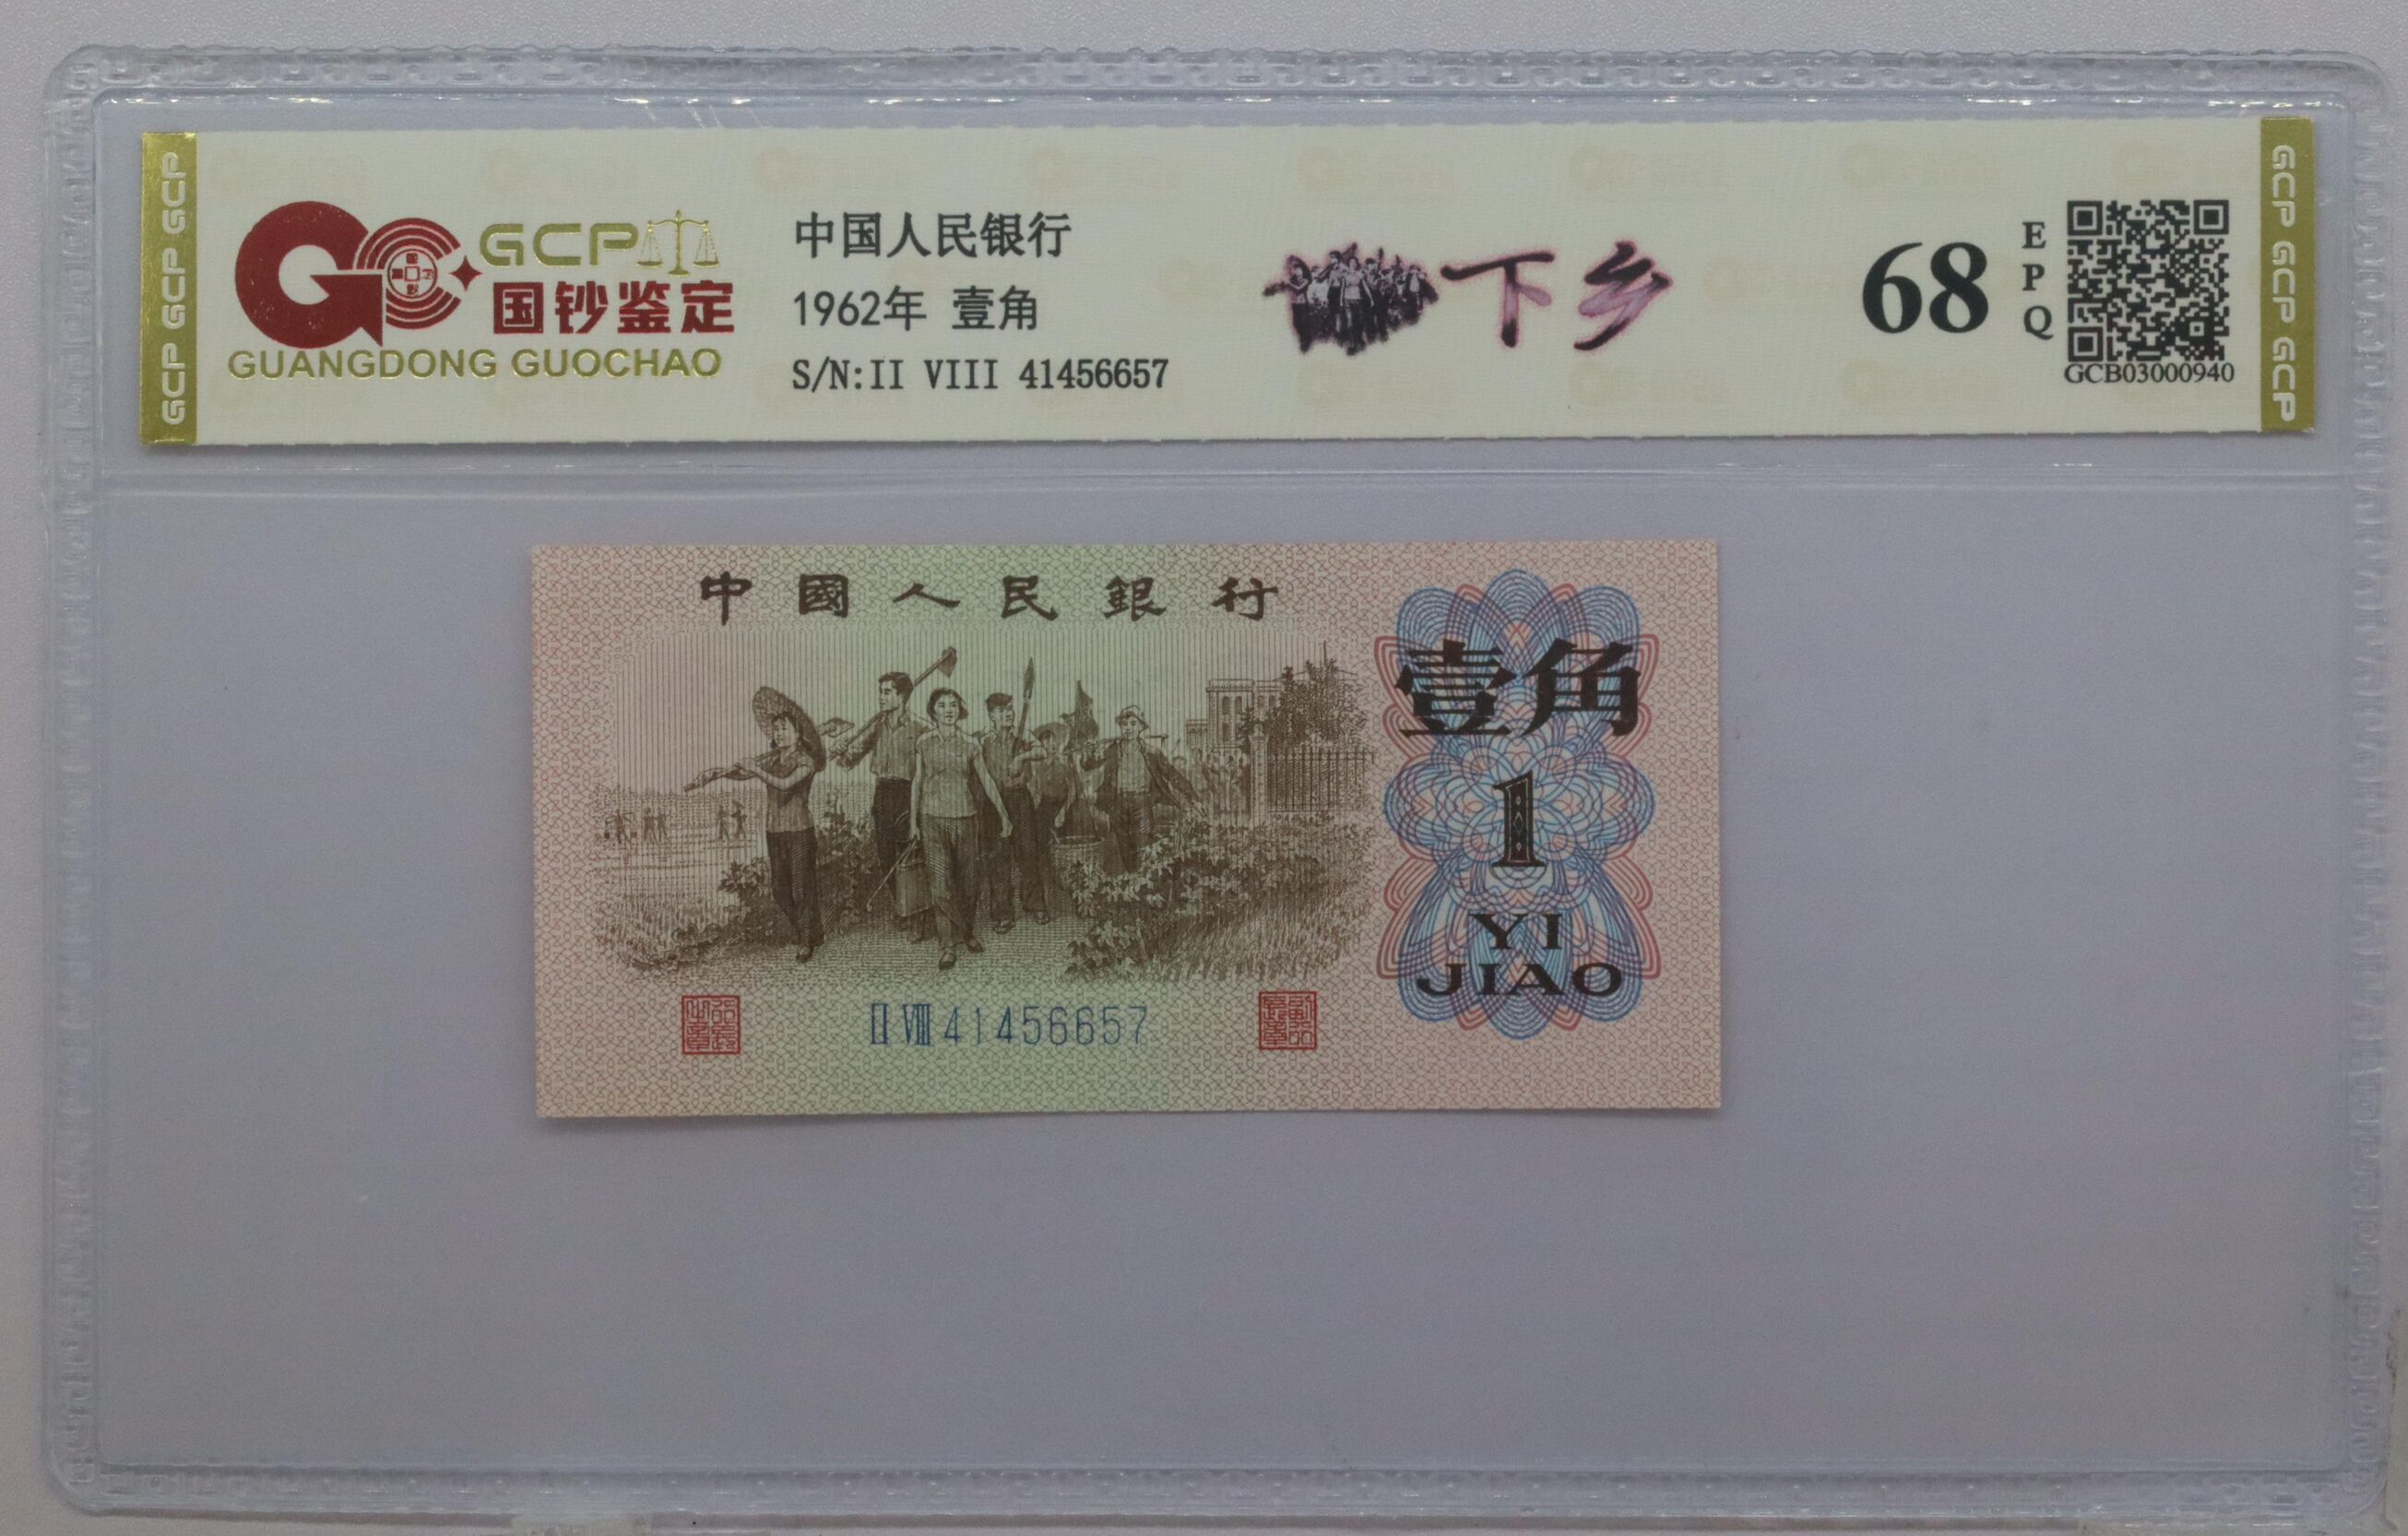 GCP GCP GCP
GCP
国钞鉴定
GUANGDONG GUOCHAO
中国人民银行
1962年 壹角
S/N:II VIII 41456657
下乡
68
EPQ
GCB03000940
GCP GCP GCP
中國人民銀行
壹角
1
YI
JIAO
II VIII 41456657